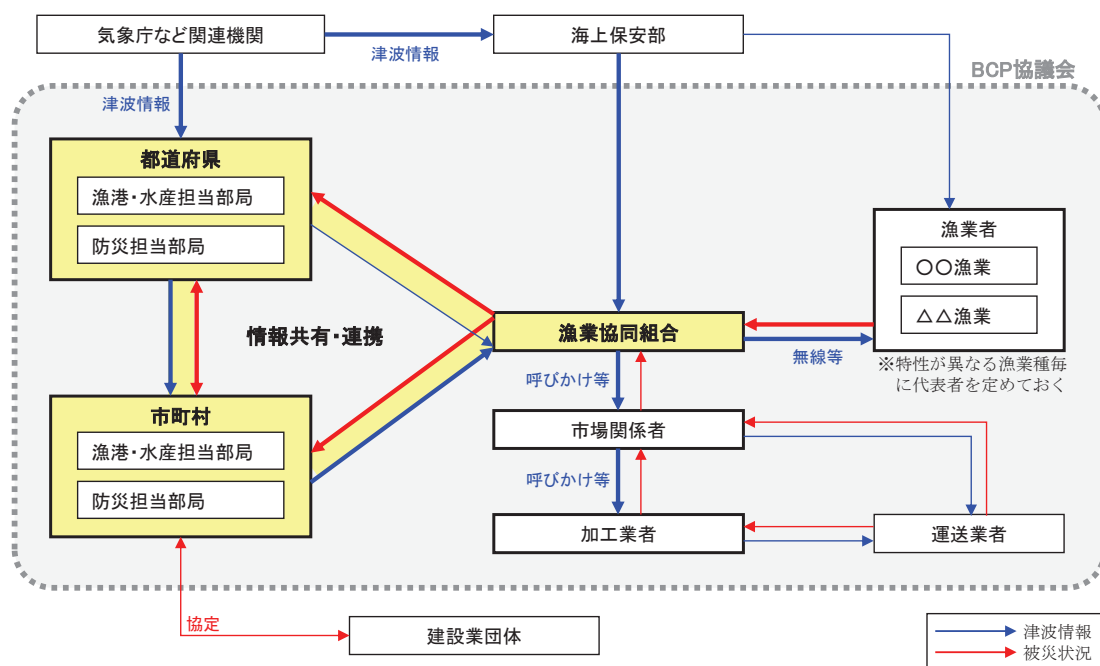 気象庁など関連機関
津波情報
海上保安部
BCP協議会
津波情報
都道府県
漁港・水産担当部局
防災担当部局
漁業者
○○漁業
△△漁業
情報共有・連携
漁業協同組合
無線等
※特性が異なる漁業種毎
に代表者を定めておく
呼びかけ等
市町村
漁港・水産担当部局
防災担当部局
市場関係者
呼びかけ等
加工業者
運送業者
協定
建設業団体
津波情報
被災状況